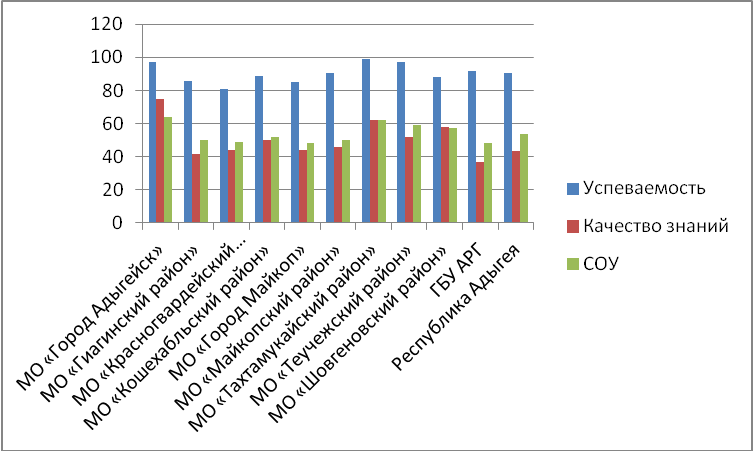 120
100
80
60
40
20
0
МО «Город Адыгейск»
МО «Гиагинский район»
МО «Красногвардейский...
МО «Кошехабльский район»
МО «Город Майкоп»
МО «Майкопский район»
МО «Тахтамукайский район»
МО «Теучежский район»
МО «Шовгеновский район»
ГБУ АРГ
Республика Адыгея
Успеваемость
Качество знаний
СОУ